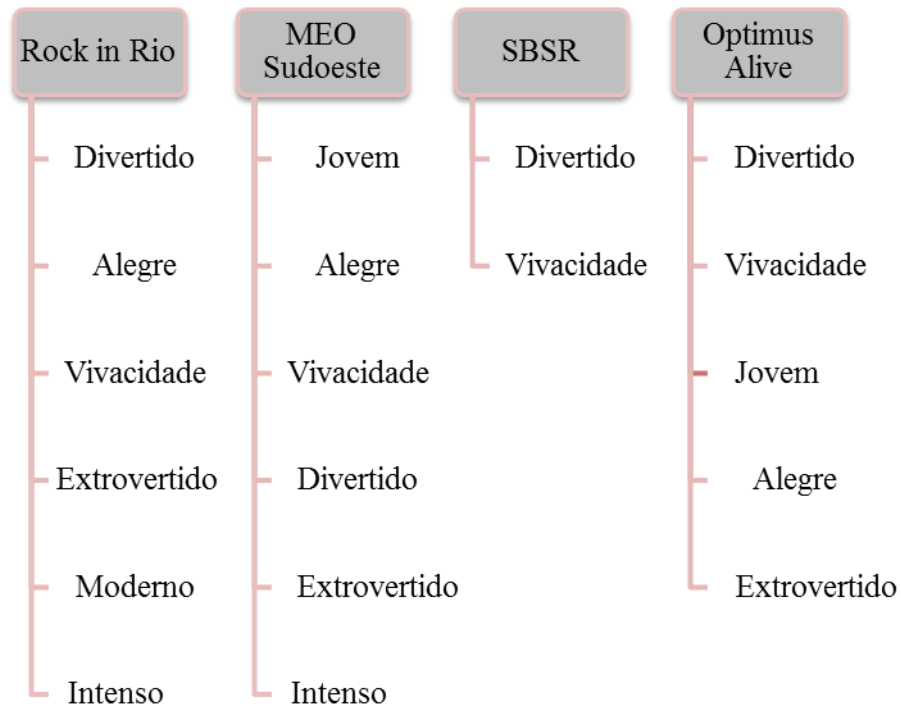 Rock in Rio
Divertido
Alegre
Vivacidade
Extrovertido
Moderno
Intenso
MEO
Sudoeste
Jovem
Alegre
Vivacidade
Divertido
Extrovertido
Intenso
SBSR
Divertido
Vivacidade
Optimus
Alive
Divertido
Vivacidade
Jovem
Alegre
Extrovertido